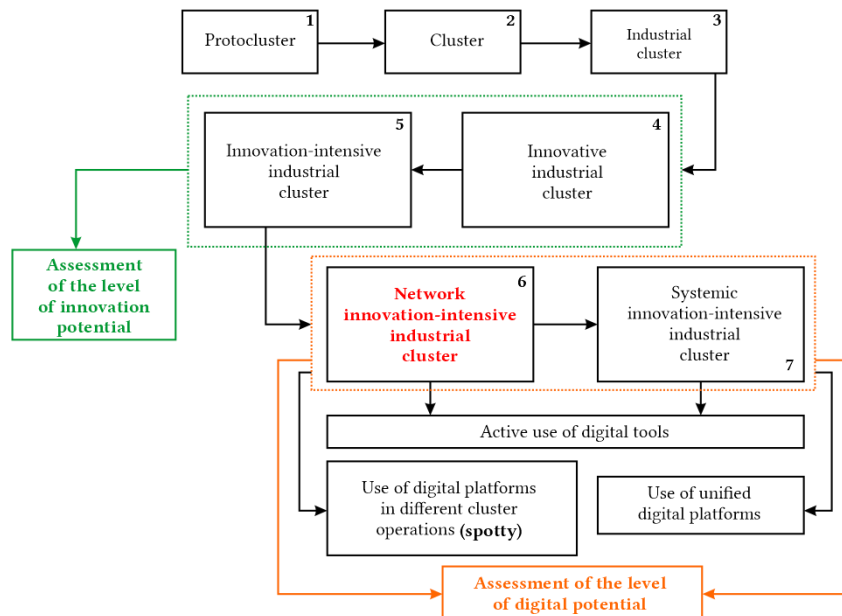 1
Protocluster
2
Cluster
3
Industrial
cluster
5
Innovation-intensive
industrial
cluster
4
Innovative
industrial
cluster
Assessment
of the level
of innovation
potential
6
Network
innovation-intensive
industrial
cluster
Systemic
innovation-intensive
industrial
cluster
7
Active use of digital tools
Use of digital platforms
in different cluster
operations (spotty)
Use of unified
digital platforms
Assessment of the level
of digital potential